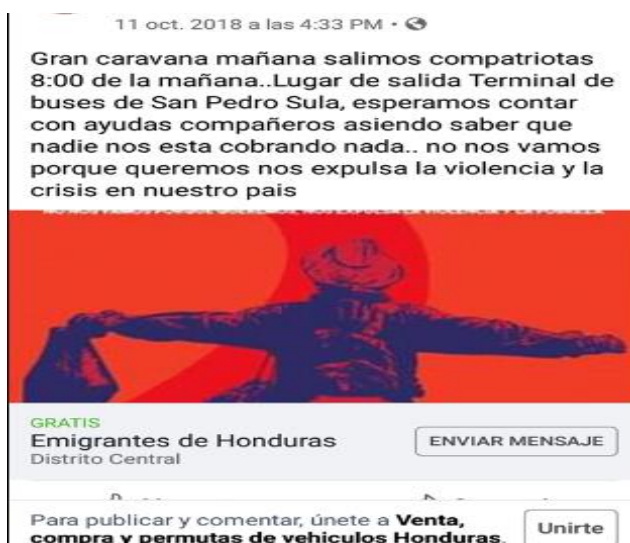 11 oct. 2018 a las 4:33 PM •
Gran caravana mañana salimos compatriotas
8:00 de la mañana..Lugar de salida Terminal de
buses de San Pedro Sula, esperamos contar
con ayudas compañeros asiendo saber que
nadie nos esta cobrando nada.. no nos vamos
porque queremos nos expulsa la violencia y la
crisis en nuestro pais
GRATIS
Emigrantes de Honduras
ENVIAR MENSAJE
Distrito Central
Para publicar y comentar, únete a Venta,
compra y permutas de vehiculos Honduras.
Unirte